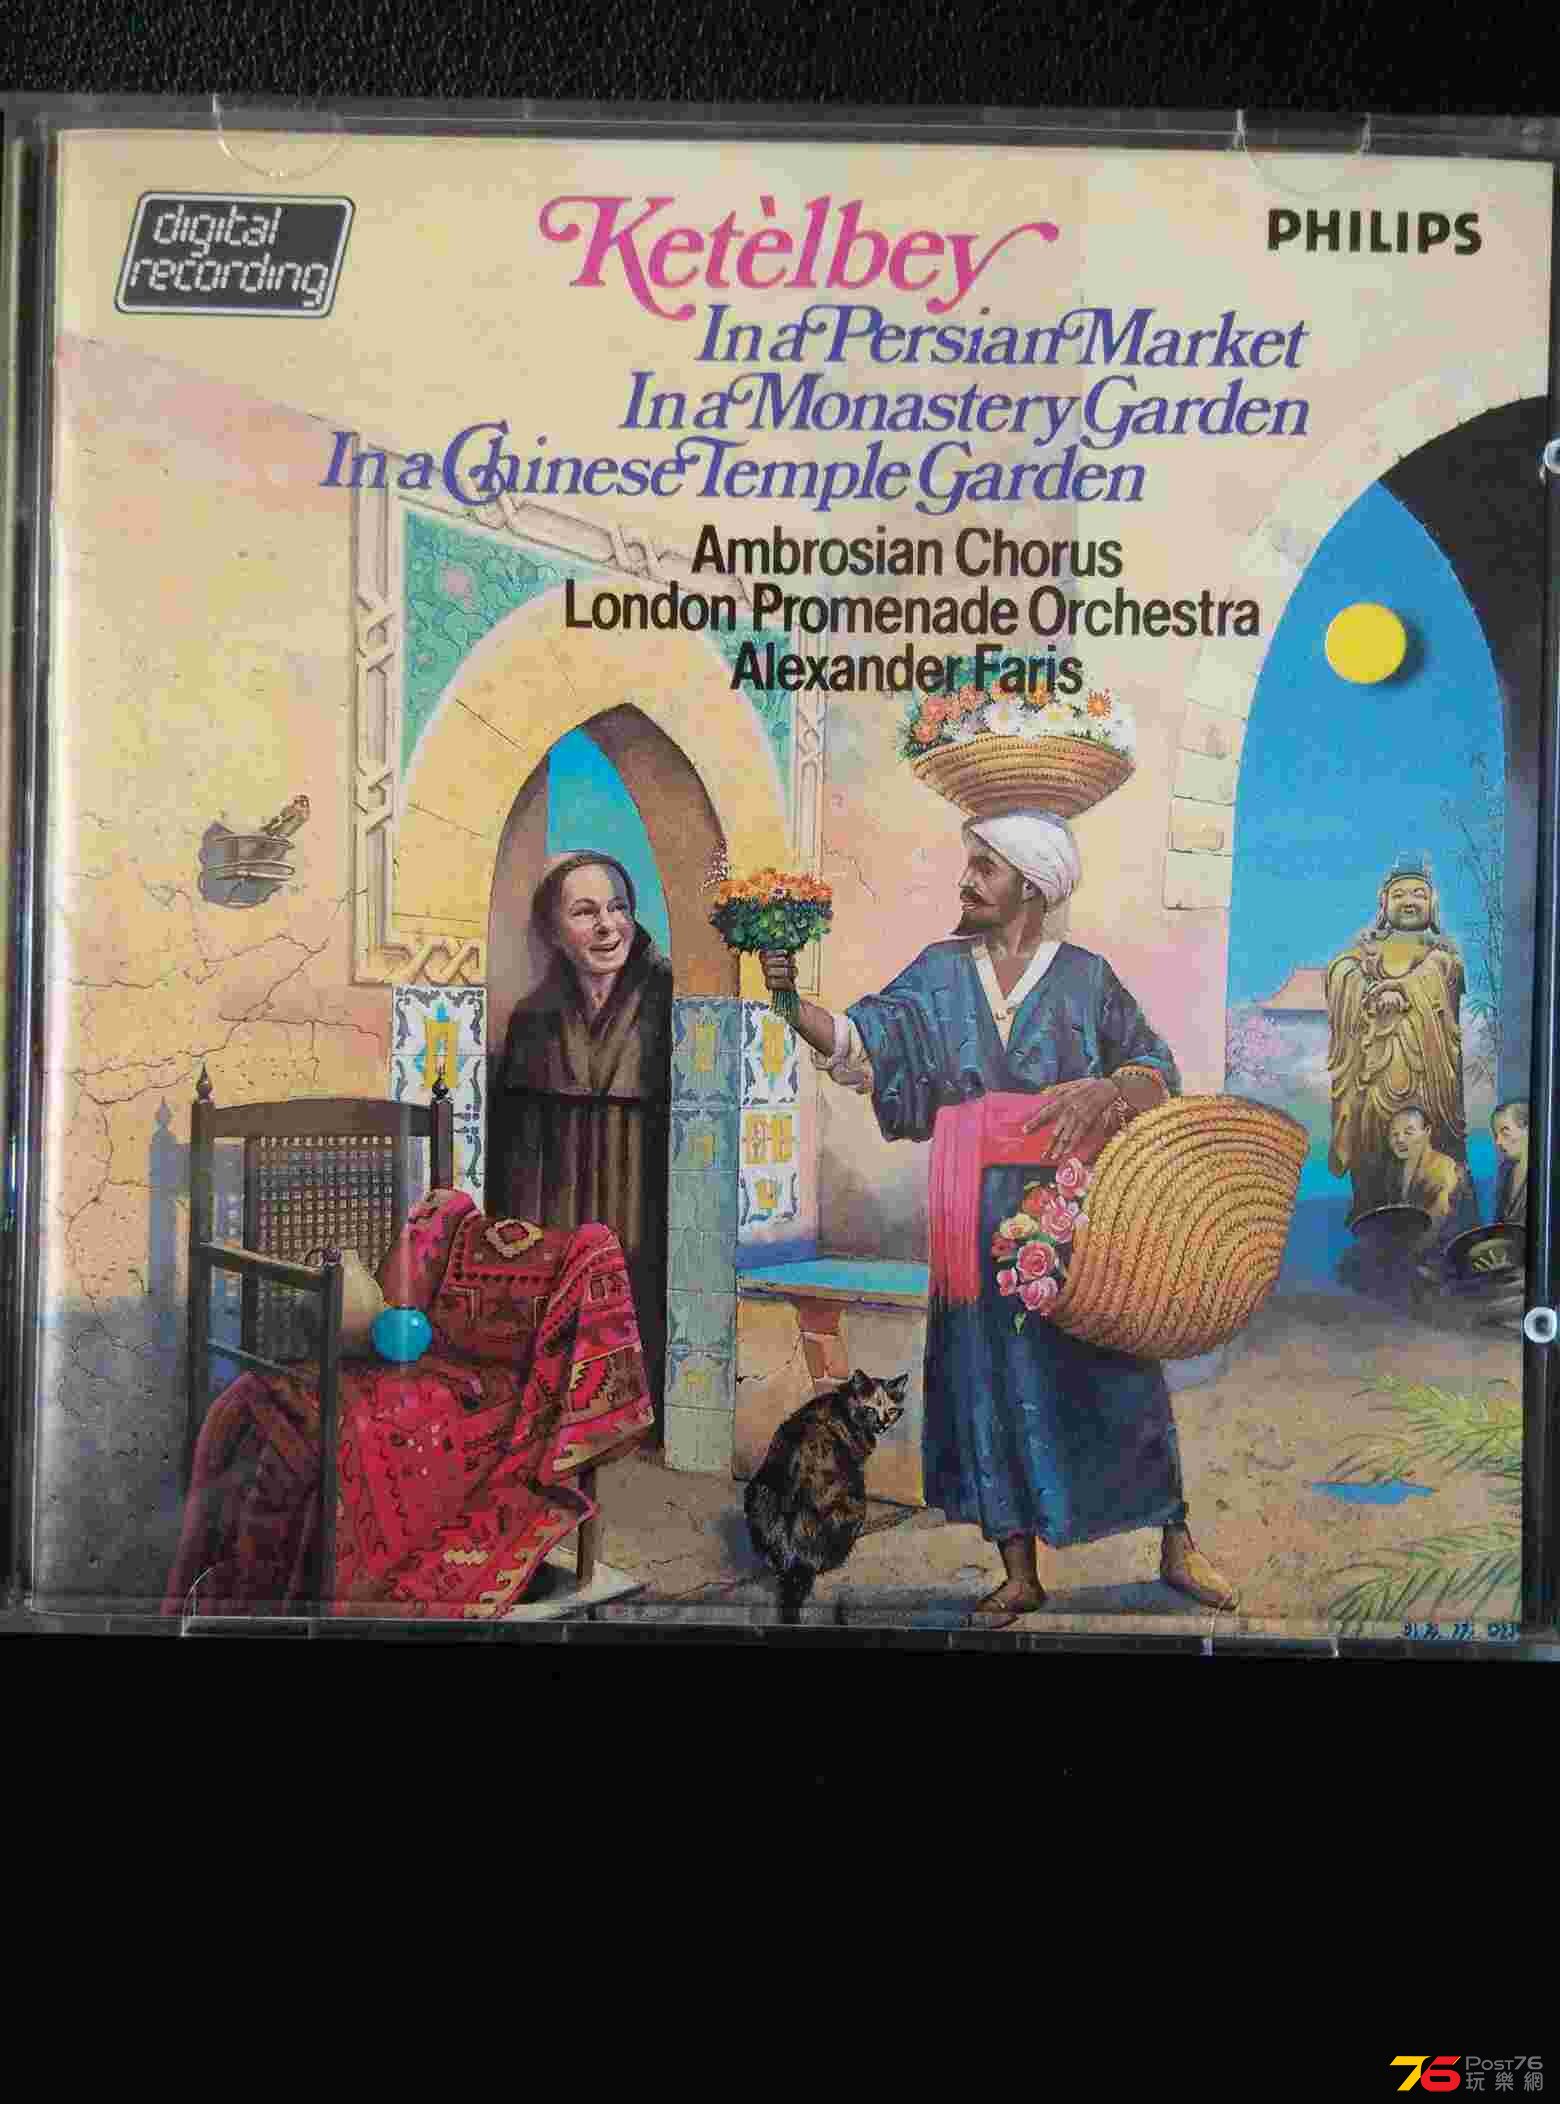 digital
recording
Ketèlbey
PHILIPS
In a Persian Market
In a Monastery Garden
In a Chinese Temple Garden
Ambrosian Chorus
London Promenade Orchestra
Alexander Faris
76 POST76
玩樂網